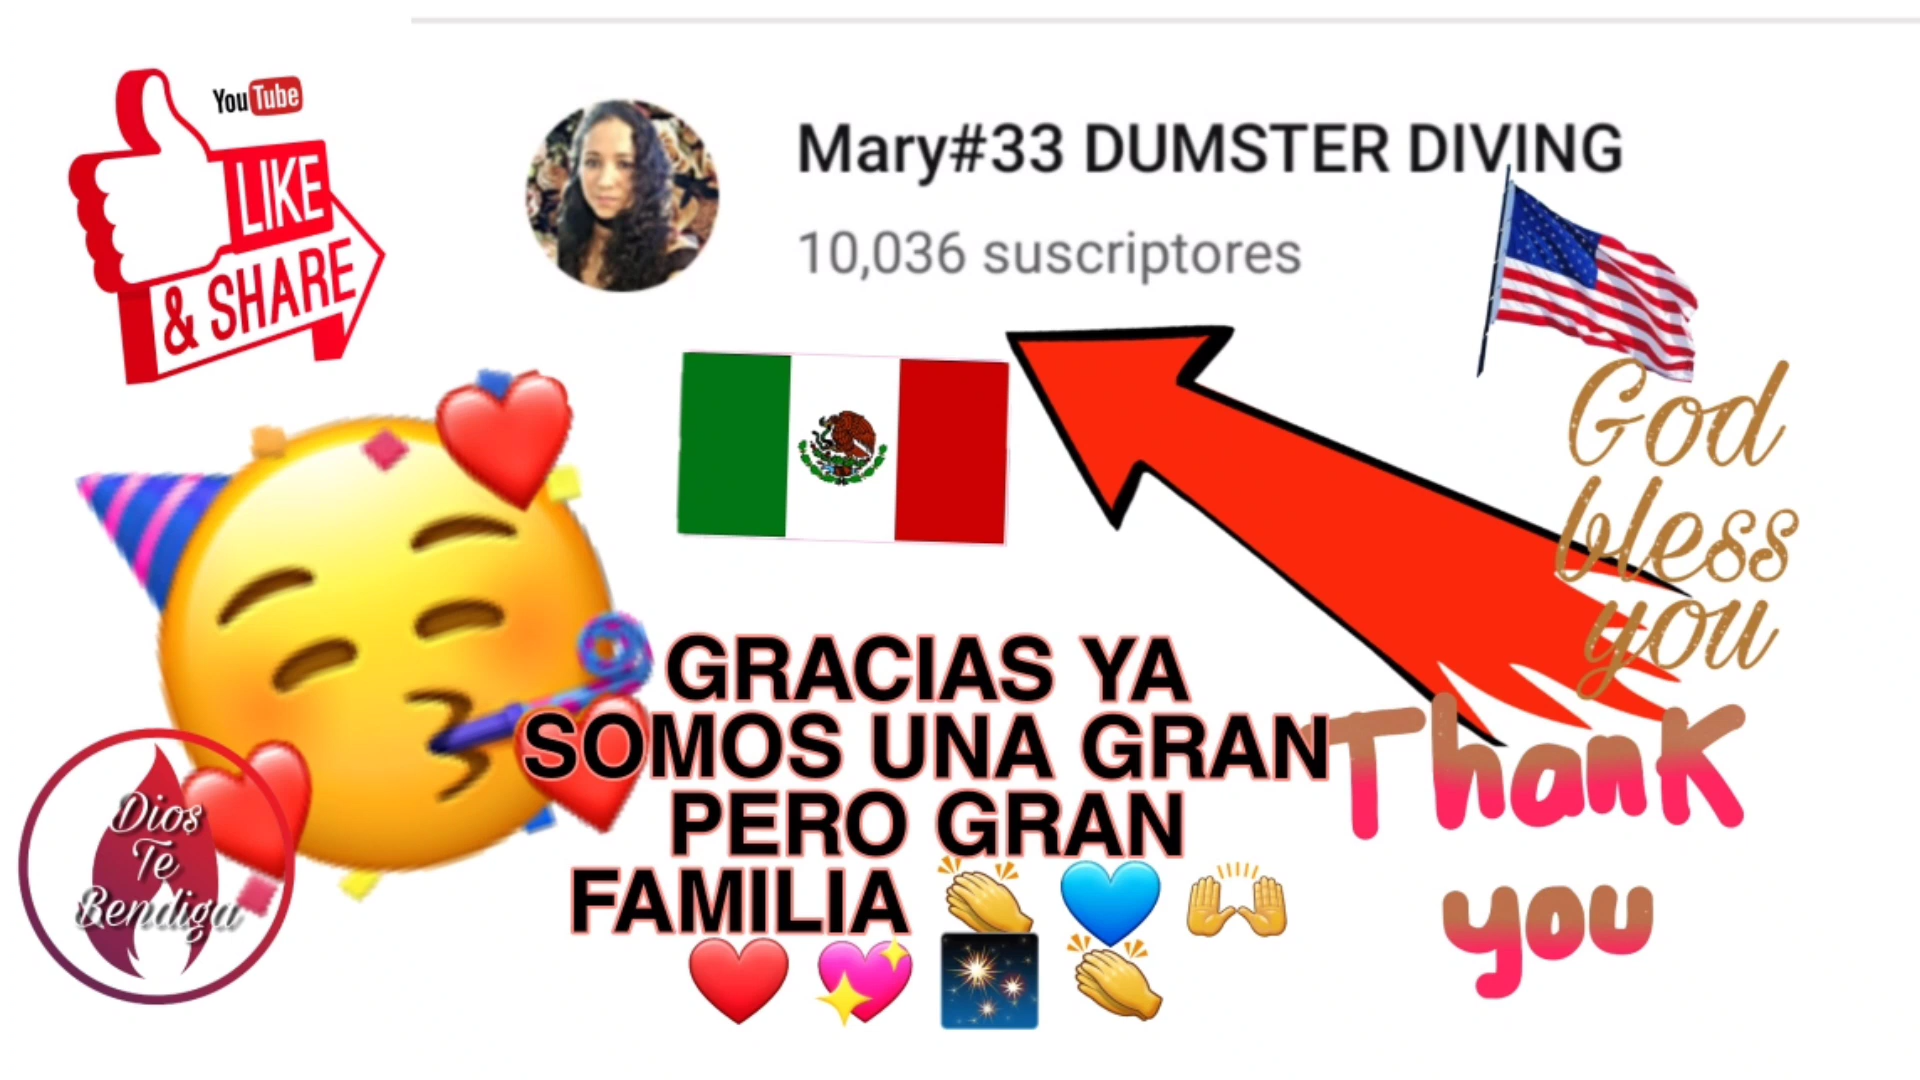 YouTube
LIKE
& SHARE
Mary#33 DUMSTER DIVING
10,036 suscriptores
God
bless
you
GRACIAS YA
SOMOS UNA GRAN
PERO GRAN
FAMILIA
Thank
you
Dios
Te
Bendiga